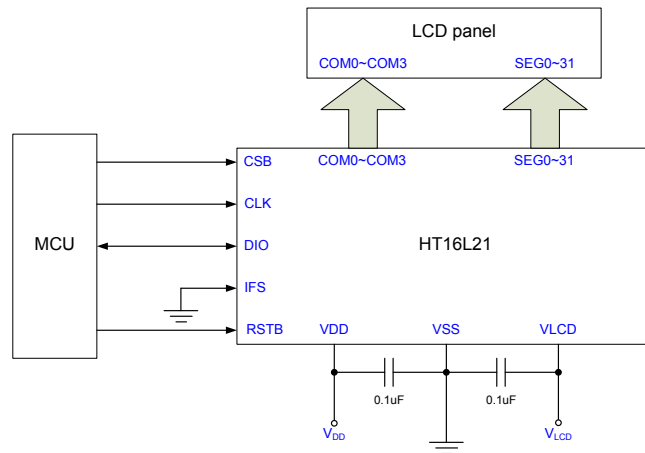 LCD panel
COM0~COM3 SEG0~31
COM0~COM3 SEG0~31
CSB
CLK
MCU
DIO
HT16L21
IFS
RSTB
VDD VSS VLCD
0.1uF 0.1uF
VDD VLCD